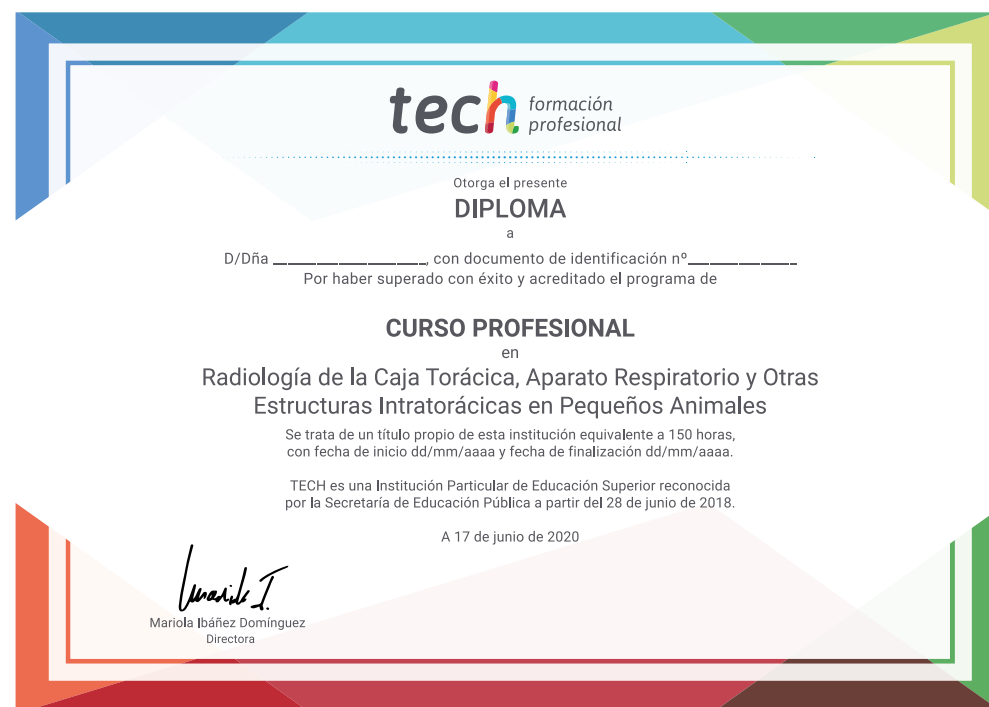 tech formación
profesional
Otorga el presente
DIPLOMA
a
D/Dña ____________________, con documento de identificación nº______________
Por haber superado con éxito y acreditado el programa de
CURSO PROFESIONAL
en
Radiología de la Caja Torácica, Aparato Respiratorio y Otras
Estructuras Intratorácicas en Pequeños Animales
Se trata de un título propio de esta institución equivalente a 150 horas,
con fecha de inicio dd/mm/aaaa y fecha de finalización dd/mm/aaaa.
TECH es una Institución Particular de Educación Superior reconocida
por la Secretaría de Educación Pública a partir del 28 de junio de 2018.
A 17 de junio de 2020
Mariola I.
Mariola Ibáñez Domínguez
Directora